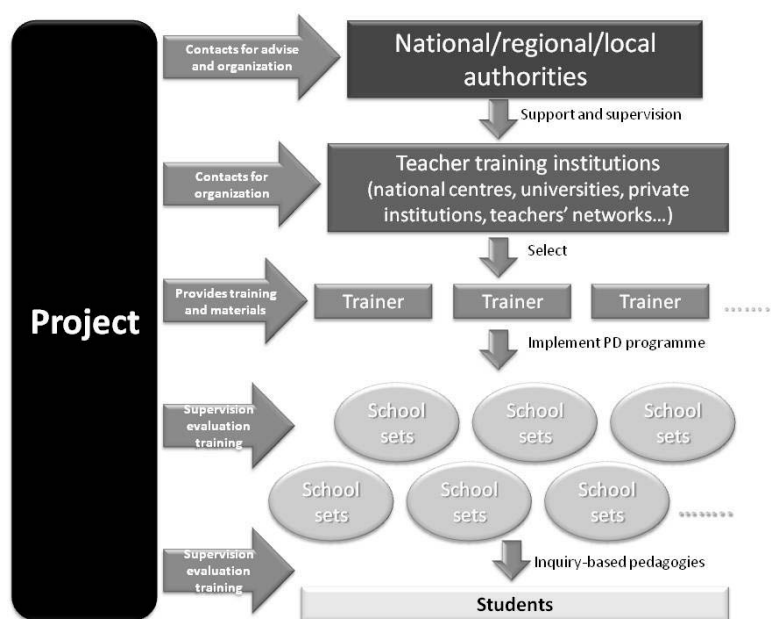 Project
Contacts for advise
and organization
National/regional/local
authorities
Support and supervision
Contacts for
organization
Teacher training institutions
(national centres, universities, private
institutions, teachers' networks...)
Select
Provides training
and materials
Trainer
Trainer
Trainer
........
Implement PD programme
Supervision
evaluation
training
School
sets
School
sets
School
sets
School
sets
School
sets
School
sets
.........
Inquiry-based pedagogies
Supervision
evaluation
training
Students